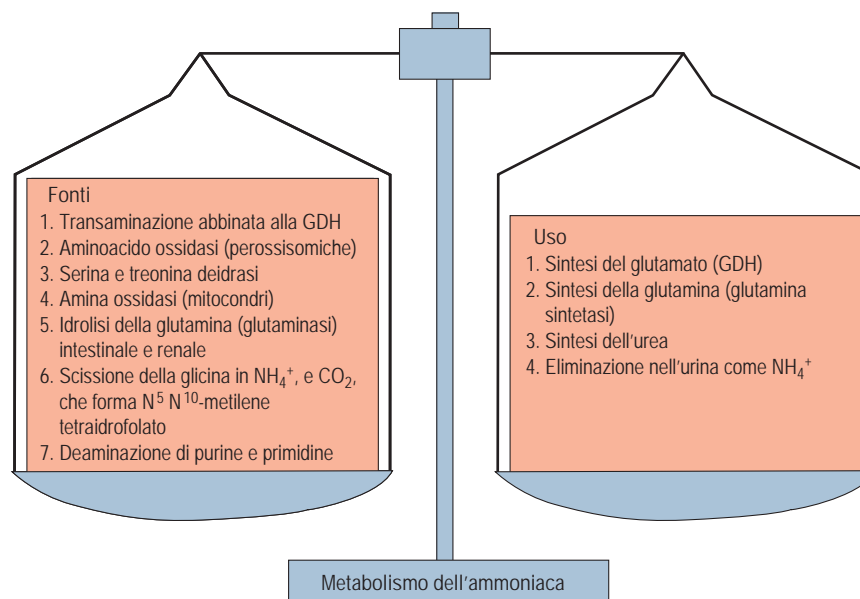 Fonti
1. Transaminazione abbinata alla GDH
2. Aminoacido ossidasi (perossisomiche)
3. Serina e treonina deidrasi
4. Amina ossidasi (mitocondri)
5. Idrolisi della glutamina (glutaminasi)
intestinale e renale
6. Scissione della glicina in NH₄⁺, e CO₂,
che forma N⁵ N¹⁰-metilene
tetraidrofolato
7. Deaminazione di purine e primidine
Uso
1. Sintesi del glutamato (GDH)
2. Sintesi della glutamina (glutamina
sintetasi)
3. Sintesi dell'urea
4. Eliminazione nell'urina come NH₄⁺
Metabolismo dell'ammoniaca